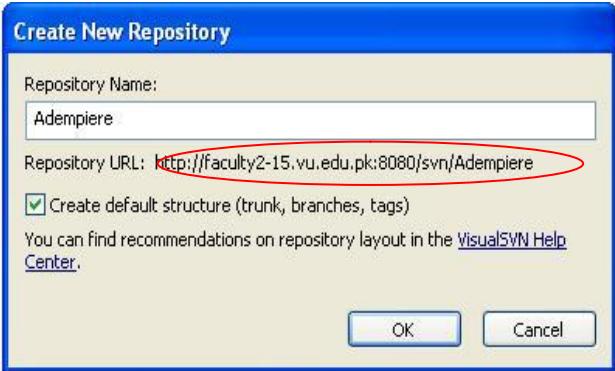 Create New Repository
Repository Name:
Adempiere
Repository URL: http://faculty2-15.vu.edu.pk:8080/svn/Adempiere
Create default structure (trunk, branches, tags)
You can find recommendations on repository layout in the VisualSVN Help
Center.
OK
Cancel